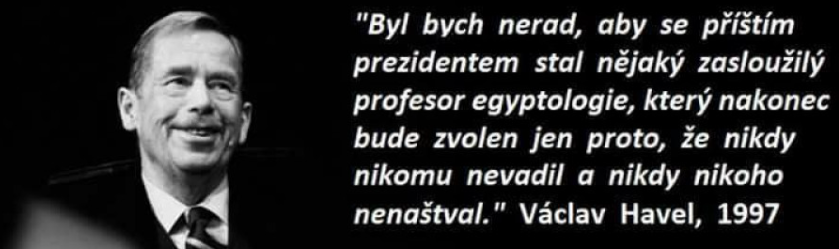 "Byl bych nerad, aby se příštím
prezidentem stal nějaký zasloužilý
profesor egyptologie, který nakonec
bude zvolen jen proto, že nikdy
nikomu nevadil a nikdy nikoho
nenaštval." Václav Havel, 1997